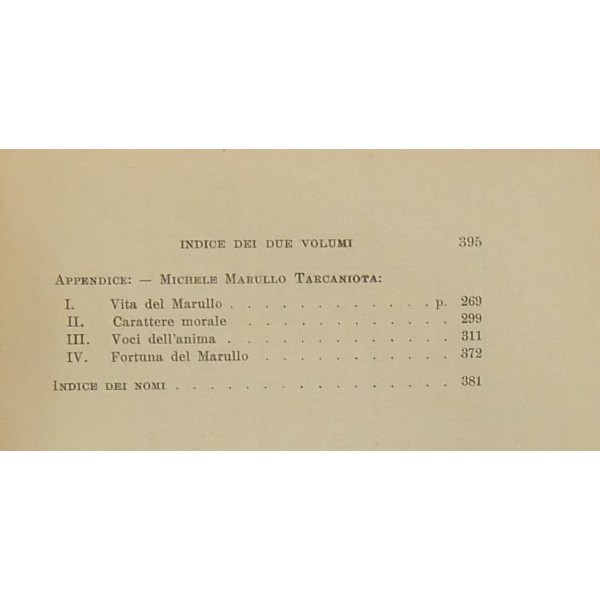 INDICE DEI DUE VOLUMI 395
APPENDICE: — MICHELE MARULLO TARCANIOTA:
I. Vita del Marullo . . . . . . . . . . . . . p. 269
II. Carattere morale . . . . . . . . . . . . . 299
III. Voci dell'anima . . . . . . . . . . . . . . 311
IV. Fortuna del Marullo . . . . . . . . . . . . 372
INDICE DEI NOMI . . . . . . . . . . . . . . . . 381